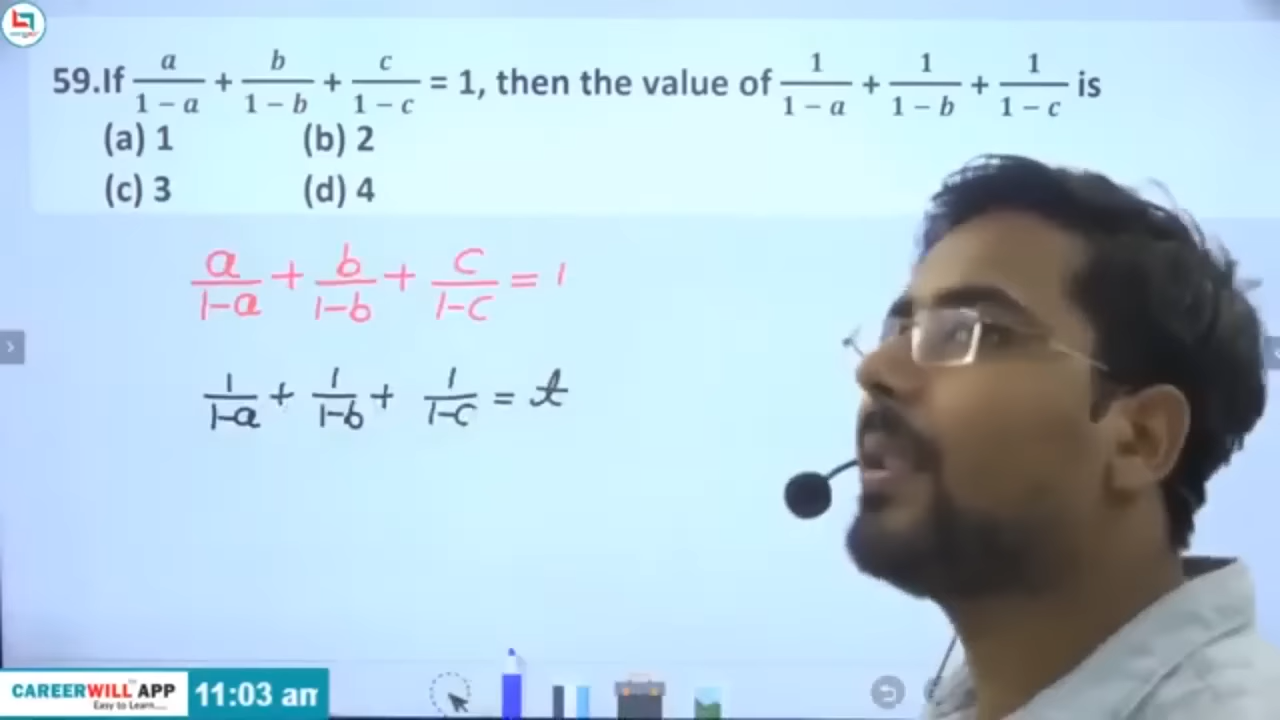 59.If a/(1 − a) + b/(1 − b) + c/(1 − c) = 1, then the value of 1/(1 − a) + 1/(1 − b) + 1/(1 − c) is
(a) 1 (b) 2
(c) 3 (d) 4
a/(1-a) + b/(1-b) + c/(1-c) = 1
1/(1-a) + 1/(1-b) + 1/(1-c) = t
CAREERWILL APP 11:03 am
Easy to Learn....